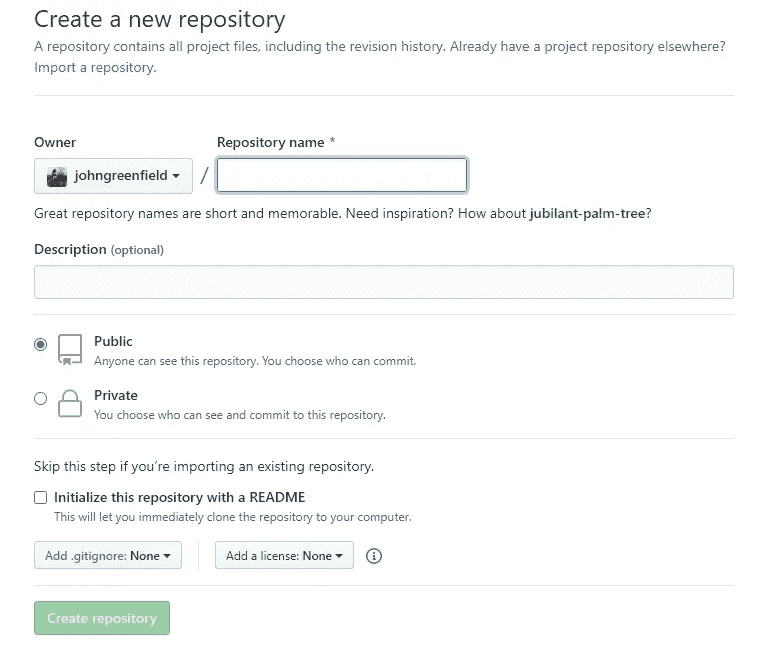 Create a new repository
A repository contains all project files, including the revision history. Already have a project repository elsewhere?
Import a repository.
Owner
Repository name *
johngreenfield
/
Great repository names are short and memorable. Need inspiration? How about jubilant-palm-tree?
Description (optional)
Public
Anyone can see this repository. You choose who can commit.
Private
You choose who can see and commit to this repository.
Skip this step if you’re importing an existing repository.
Initialize this repository with a README
This will let you immediately clone the repository to your computer.
Add .gitignore: None
Add a license: None
Create repository